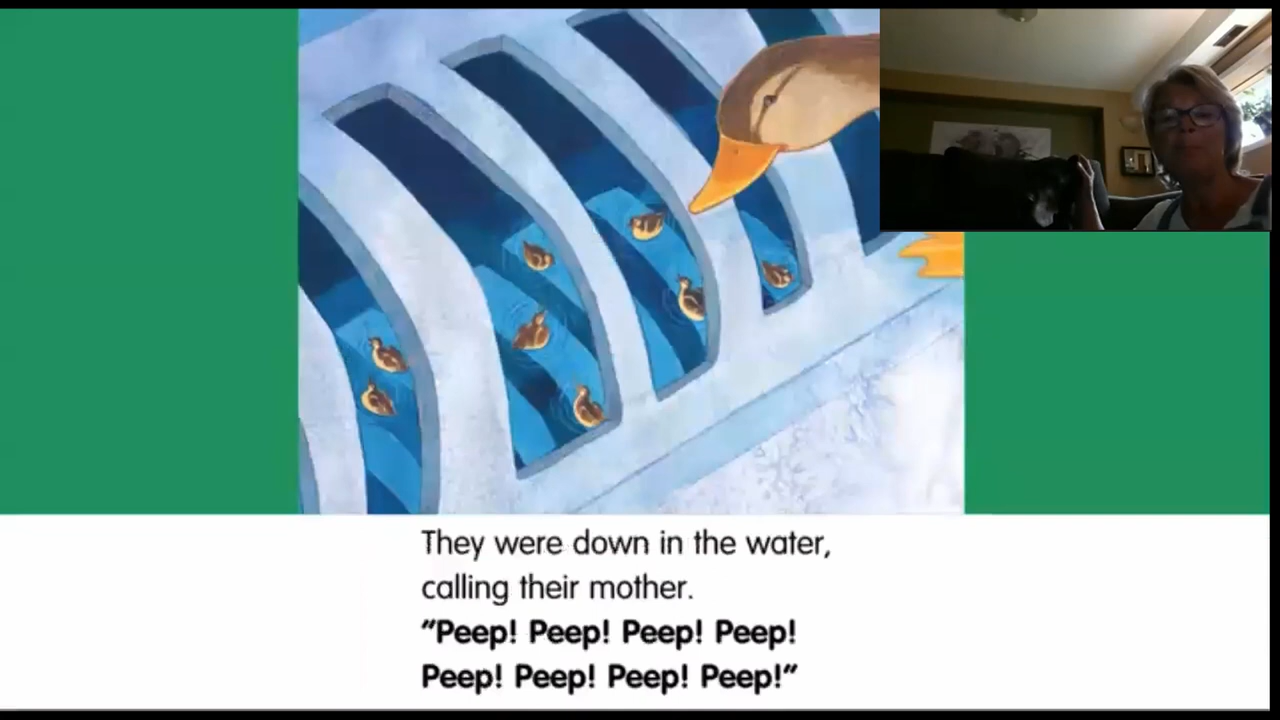 They were down in the water,
calling their mother.
“Peep! Peep! Peep! Peep!
Peep! Peep! Peep! Peep!”